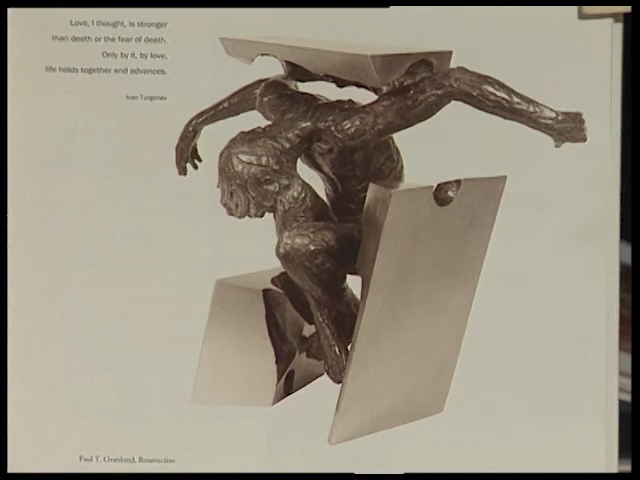 Love, I thought, is stronger
than death or the fear of death.
Only by it, by love,
life holds together and advances.
Ivan Turgenev
Paul T. Granlund, Resurrection